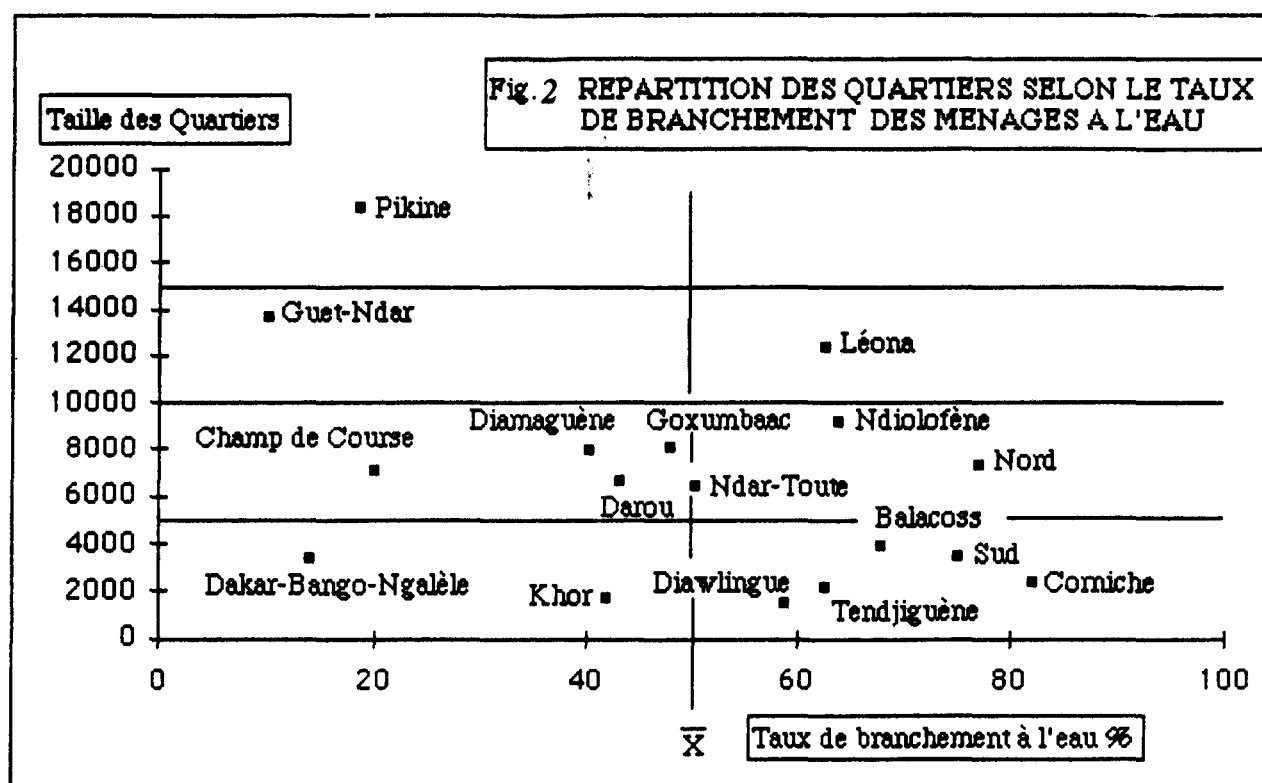 Fig.2 REPARTITION DES QUARTIERS SELON LE TAUX
DE BRANCHEMENT DES MENAGES A L'EAU
Taille des Quartiers
20000
18000
16000
14000
12000
10000
8000
6000
4000
2000
0
Pikine
Guet-Ndar
Léona
Diamaguène
Goxumbaac
Ndiolofène
Champ de Course
Nord
Darou
Ndar-Toute
Balacoss
Sud
Dakar-Bango-Ngalèle
Khor
Diawlingue
Tendjiguène
Corniche
0 20 40 60 80 100
X̅
Taux de branchement à l'eau %